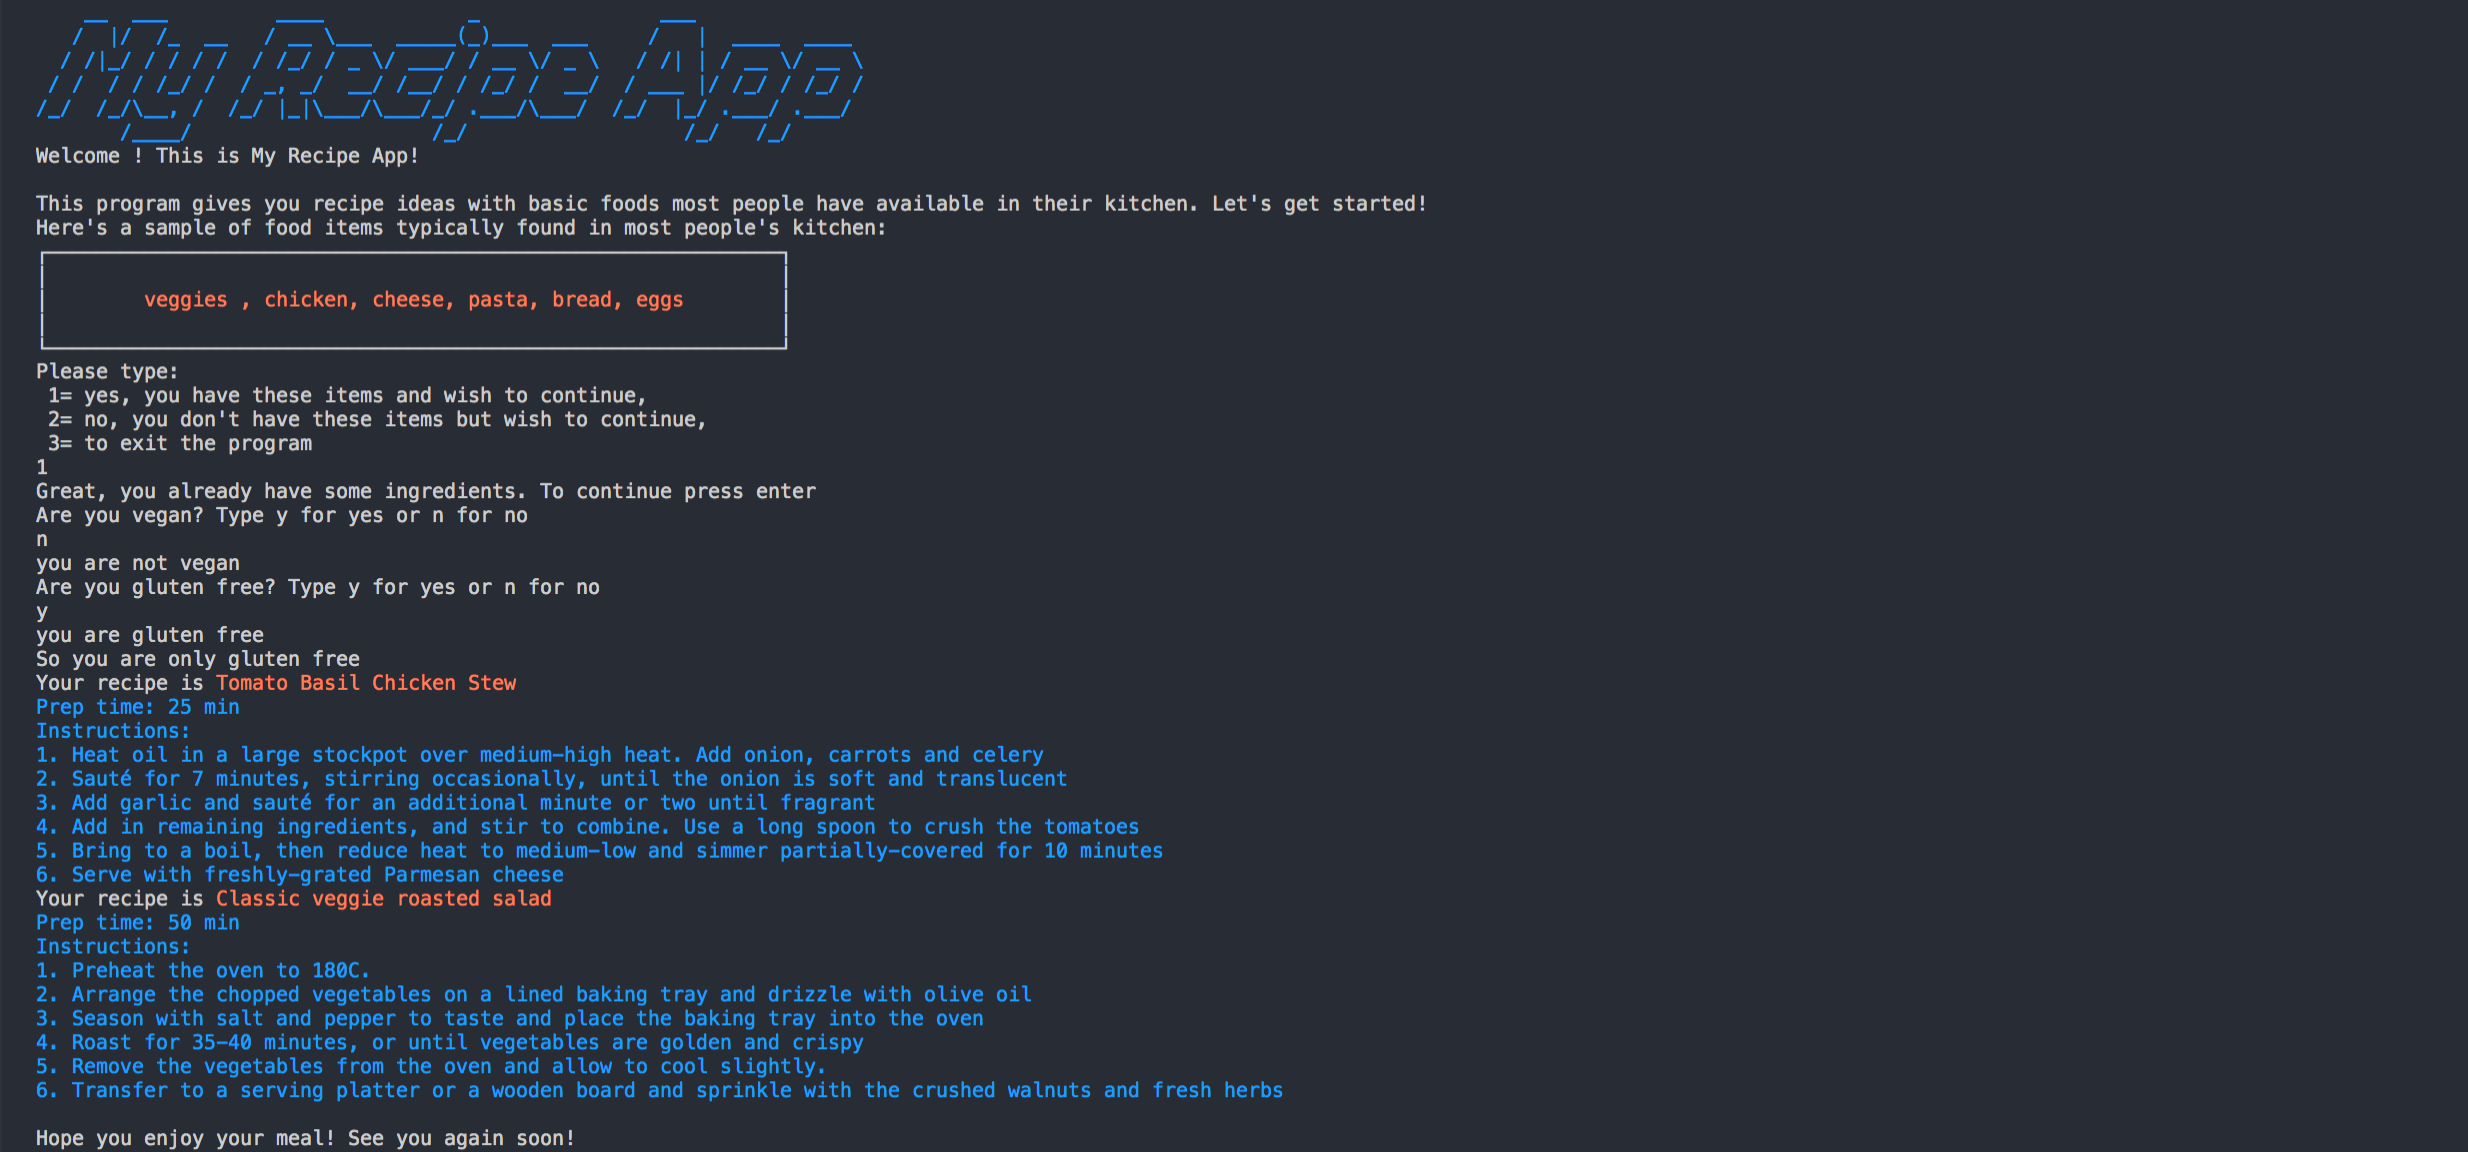 My Recipe App
Welcome ! This is My Recipe App!
This program gives you recipe ideas with basic foods most people have available in their kitchen. Let's get started!
Here's a sample of food items typically found in most people's kitchen:
veggies , chicken, cheese, pasta, bread, eggs
Please type:
1= yes, you have these items and wish to continue,
2= no, you don't have these items but wish to continue,
3= to exit the program
1
Great, you already have some ingredients. To continue press enter
Are you vegan? Type y for yes or n for no
n
you are not vegan
Are you gluten free? Type y for yes or n for no
y
you are gluten free
So you are only gluten free
Your recipe is Tomato Basil Chicken Stew
Prep time: 25 min
Instructions:
1. Heat oil in a large stockpot over medium-high heat. Add onion, carrots and celery
2. Sauté for 7 minutes, stirring occasionally, until the onion is soft and translucent
3. Add garlic and sauté for an additional minute or two until fragrant
4. Add in remaining ingredients, and stir to combine. Use a long spoon to crush the tomatoes
5. Bring to a boil, then reduce heat to medium-low and simmer partially-covered for 10 minutes
6. Serve with freshly-grated Parmesan cheese
Your recipe is Classic veggie roasted salad
Prep time: 50 min
Instructions:
1. Preheat the oven to 180C.
2. Arrange the chopped vegetables on a lined baking tray and drizzle with olive oil
3. Season with salt and pepper to taste and place the baking tray into the oven
4. Roast for 35-40 minutes, or until vegetables are golden and crispy
5. Remove the vegetables from the oven and allow to cool slightly.
6. Transfer to a serving platter or a wooden board and sprinkle with the crushed walnuts and fresh herbs
Hope you enjoy your meal! See you again soon!